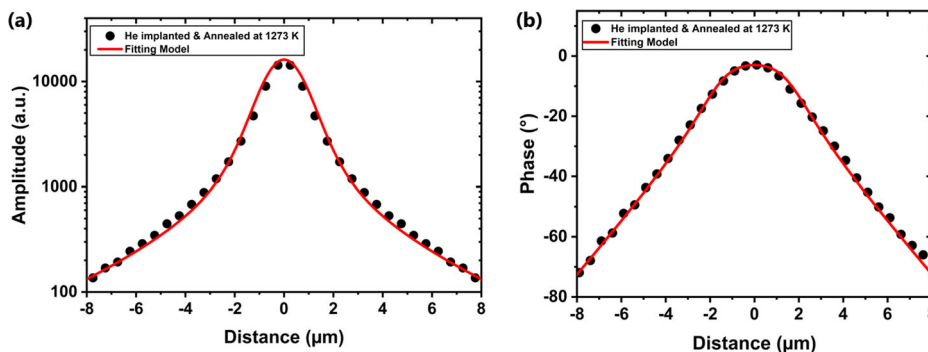 (a)
He implanted & Annealed at 1273 K
Fitting Model
Amplitude (a.u.)
10000
1000
100
-8 -6 -4 -2 0 2 4 6 8
Distance (μm)
(b)
He implanted & Annealed at 1273 K
Fitting Model
Phase (°)
0
-20
-40
-60
-80
-8 -6 -4 -2 0 2 4 6 8
Distance (μm)